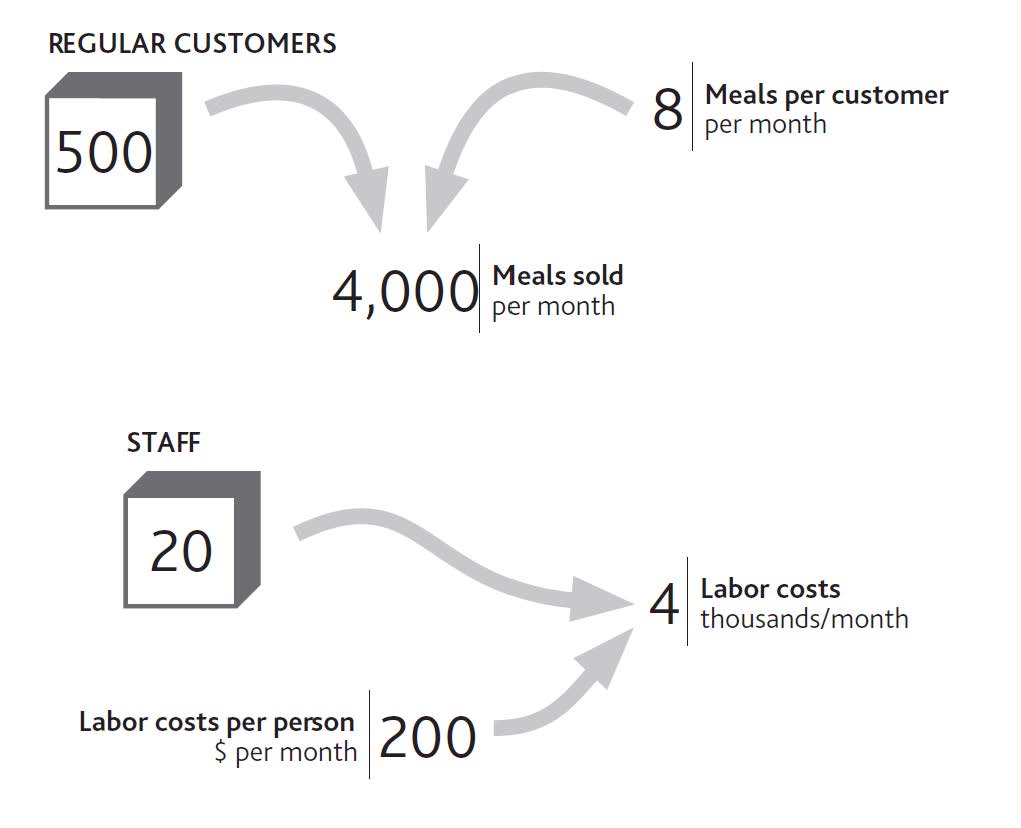 REGULAR CUSTOMERS
500
8
Meals per customer
per month
4,000
Meals sold
per month
STAFF
20
4
Labor costs
thousands/month
Labor costs per person
$ per month
200